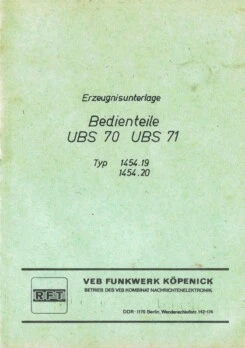 Erzeugnisunterlage
Bedienteile
UBS 70 UBS 71
Typ 1454.19
1454.20
RFT
VEB FUNKWERK KÖPENICK
BETRIEB DES VEB KOMBINAT NACHRICHTENELEKTRONIK
DDR - 1170 Berlin, Wendenschloßstr. 142-174